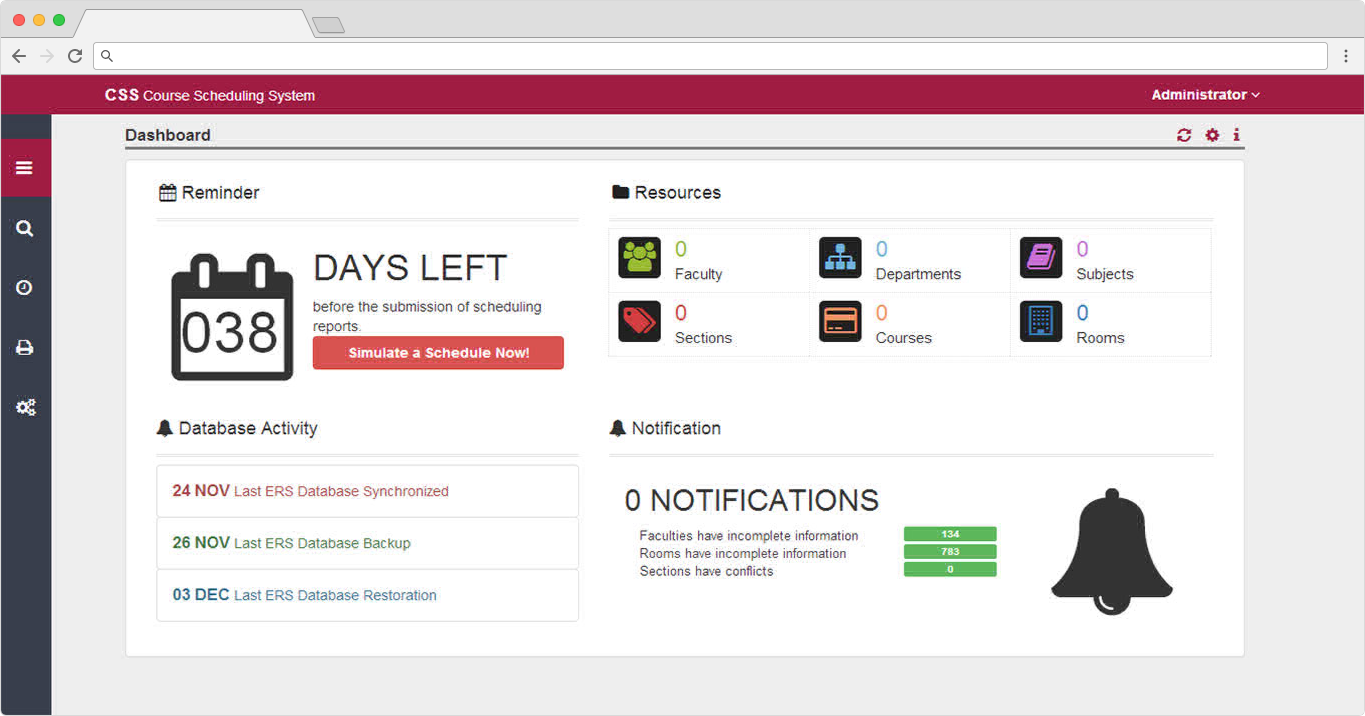 CSS Course Scheduling System
Administrator
Dashboard
Reminder
038
DAYS LEFT
before the submission of scheduling
reports.
Simulate a Schedule Now!
Resources
0
Faculty
0
Departments
0
Subjects
0
Sections
0
Courses
0
Rooms
Database Activity
24 NOV Last ERS Database Synchronized
26 NOV Last ERS Database Backup
03 DEC Last ERS Database Restoration
Notification
0 NOTIFICATIONS
Faculties have incomplete information 134
Rooms have incomplete information 783
Sections have conflicts 0